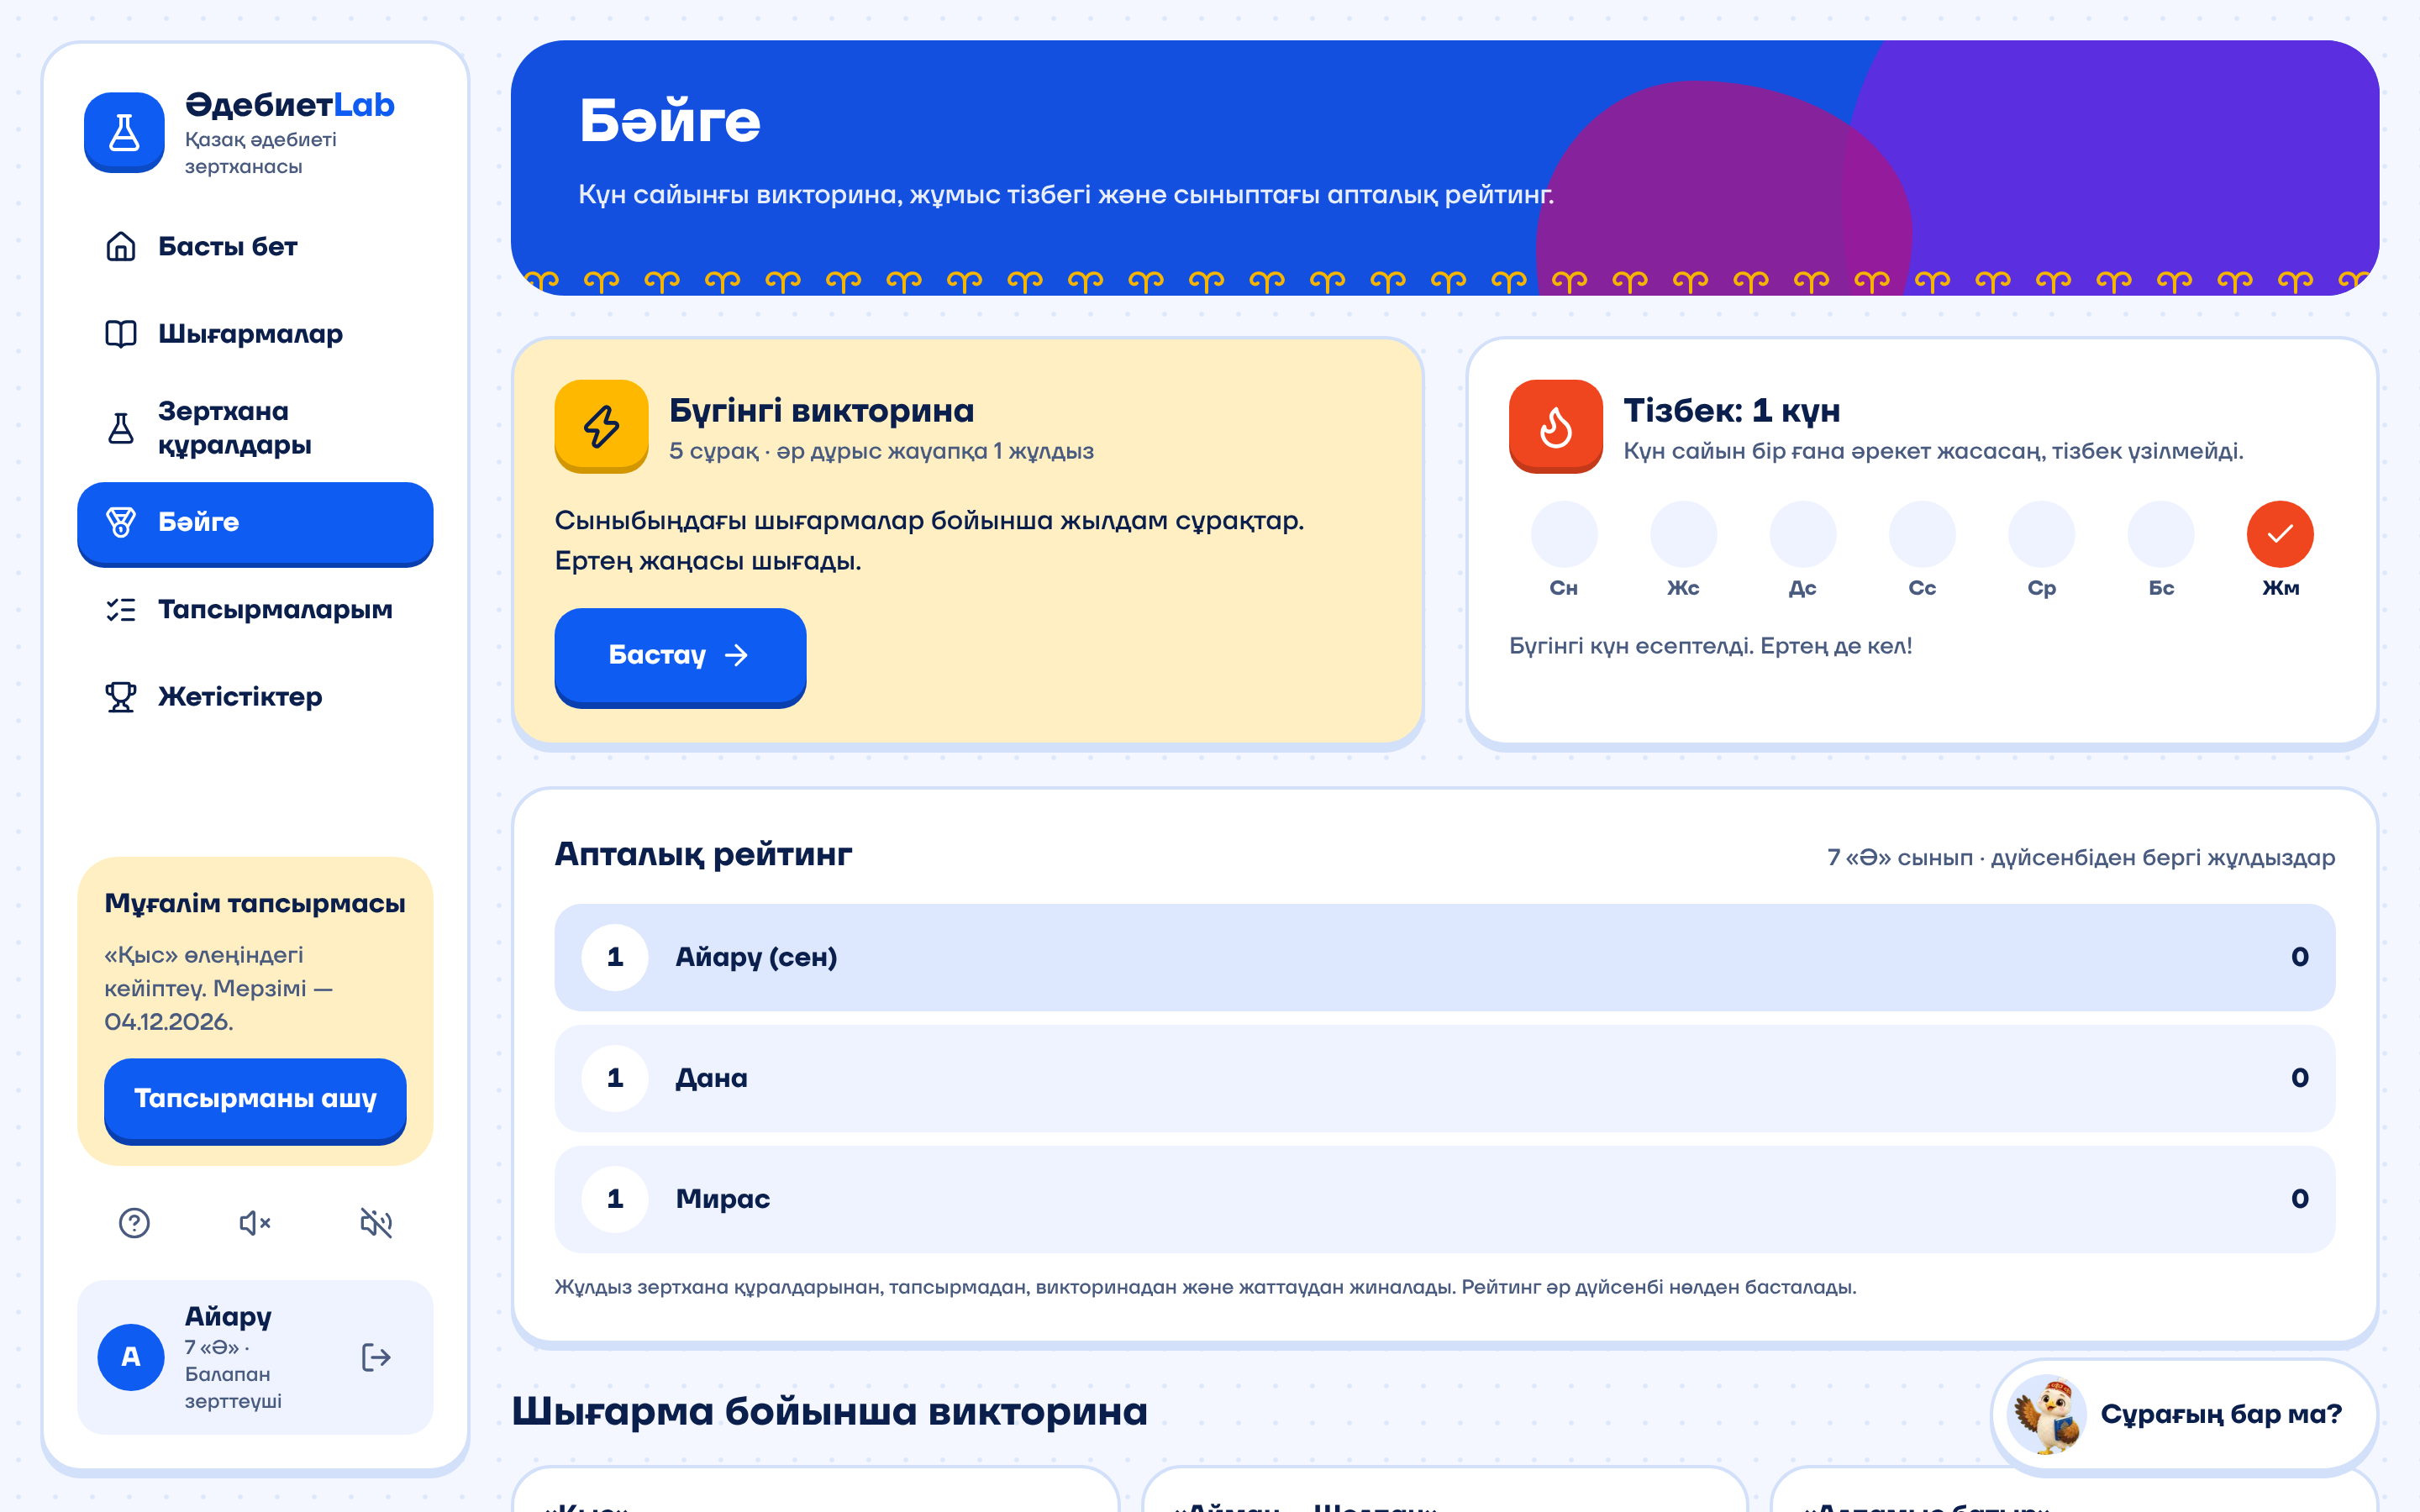 ӘдебиетLab
Қазақ әдебиеті
зертханасы
Басты бет
Шығармалар
Зертхана
құралдары
Бәйге
Тапсырмаларым
Жетістіктер
Мұғалім тапсырмасы
«Қыс» өлеңіндегі
кейіптеу. Мерзімі —
04.12.2026.
Тапсырманы ашу
А
Айару
7 «Ә» ·
Балапан
зерттеуші
Бәйге
Күн сайынғы викторина, жұмыс тізбегі және сыныптағы апталық рейтинг.
Бүгінгі викторина
5 сұрақ · әр дұрыс жауапқа 1 жұлдыз
Сыныбыңдағы шығармалар бойынша жылдам сұрақтар.
Ертең жаңасы шығады.
Бастау
Тізбек: 1 күн
Күн сайын бір ғана әрекет жасасаң, тізбек үзілмейді.
Сн Жс Дс Сс Ср Бс Жм
Бүгінгі күн есептелді. Ертең де кел!
Апталық рейтинг
7 «Ә» сынып · дүйсенбіден бергі жұлдыздар
1 Айару (сен) 0
1 Дана 0
1 Мирас 0
Жұлдыз зертхана құралдарынан, тапсырмадан, викторинадан және жаттаудан жиналады. Рейтинг әр дүйсенбі нөлден басталады.
Шығарма бойынша викторина
Сұрағың бар ма?
«Қыс»
«Айман – Шолпан»
«Алпамыс батыр»